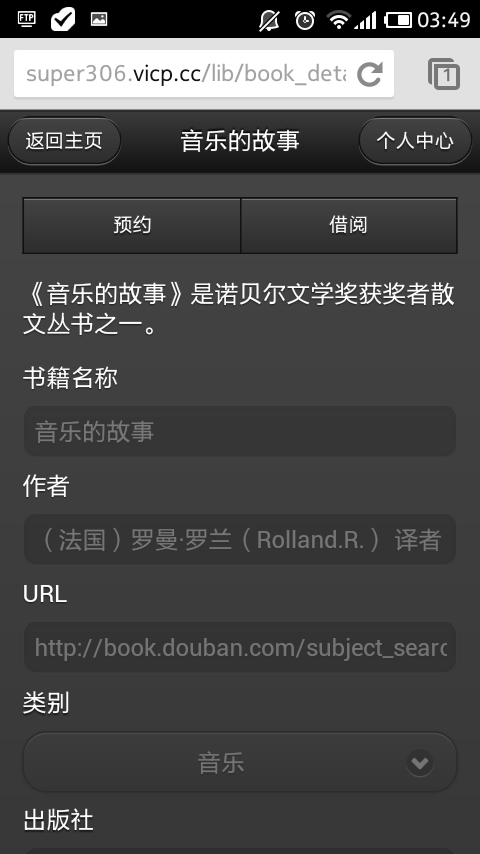 FTP
03:49
super306.vicp.cc/lib/book_deta
1
返回主页
音乐的故事
个人中心
预约
借阅
《音乐的故事》是诺贝尔文学奖获奖者散
文丛书之一。
书籍名称
音乐的故事
作者
（法国）罗曼·罗兰（Rolland.R.） 译者
URL
http://book.douban.com/subject_searc
类别
音乐
出版社